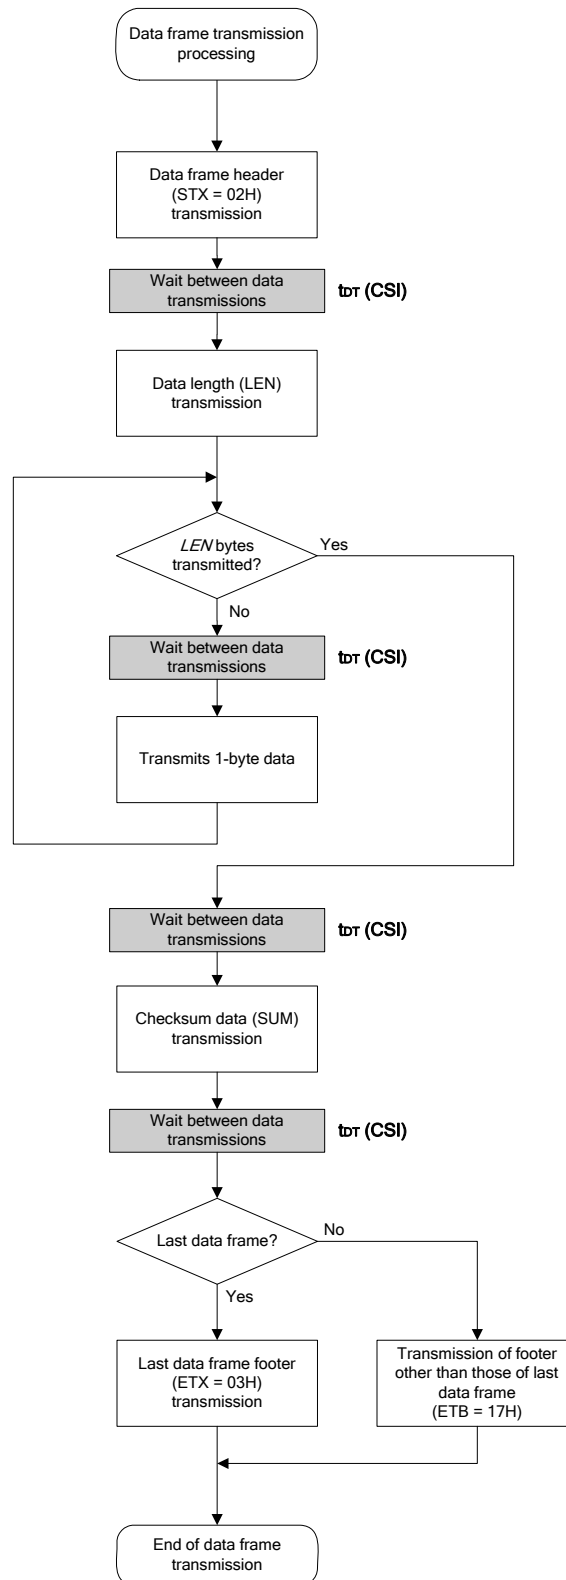 Data frame transmission
processing
Data frame header
(STX = 02H)
transmission
Wait between data
transmissions
tDT (CSI)
Data length (LEN)
transmission
LEN bytes
transmitted?
Yes
No
Wait between data
transmissions
tDT (CSI)
Transmits 1-byte data
Wait between data
transmissions
tDT (CSI)
Checksum data (SUM)
transmission
Wait between data
transmissions
tDT (CSI)
Last data frame?
No
Yes
Last data frame footer
(ETX = 03H)
transmission
Transmission of footer
other than those of last
data frame
(ETB = 17H)
End of data frame
transmission